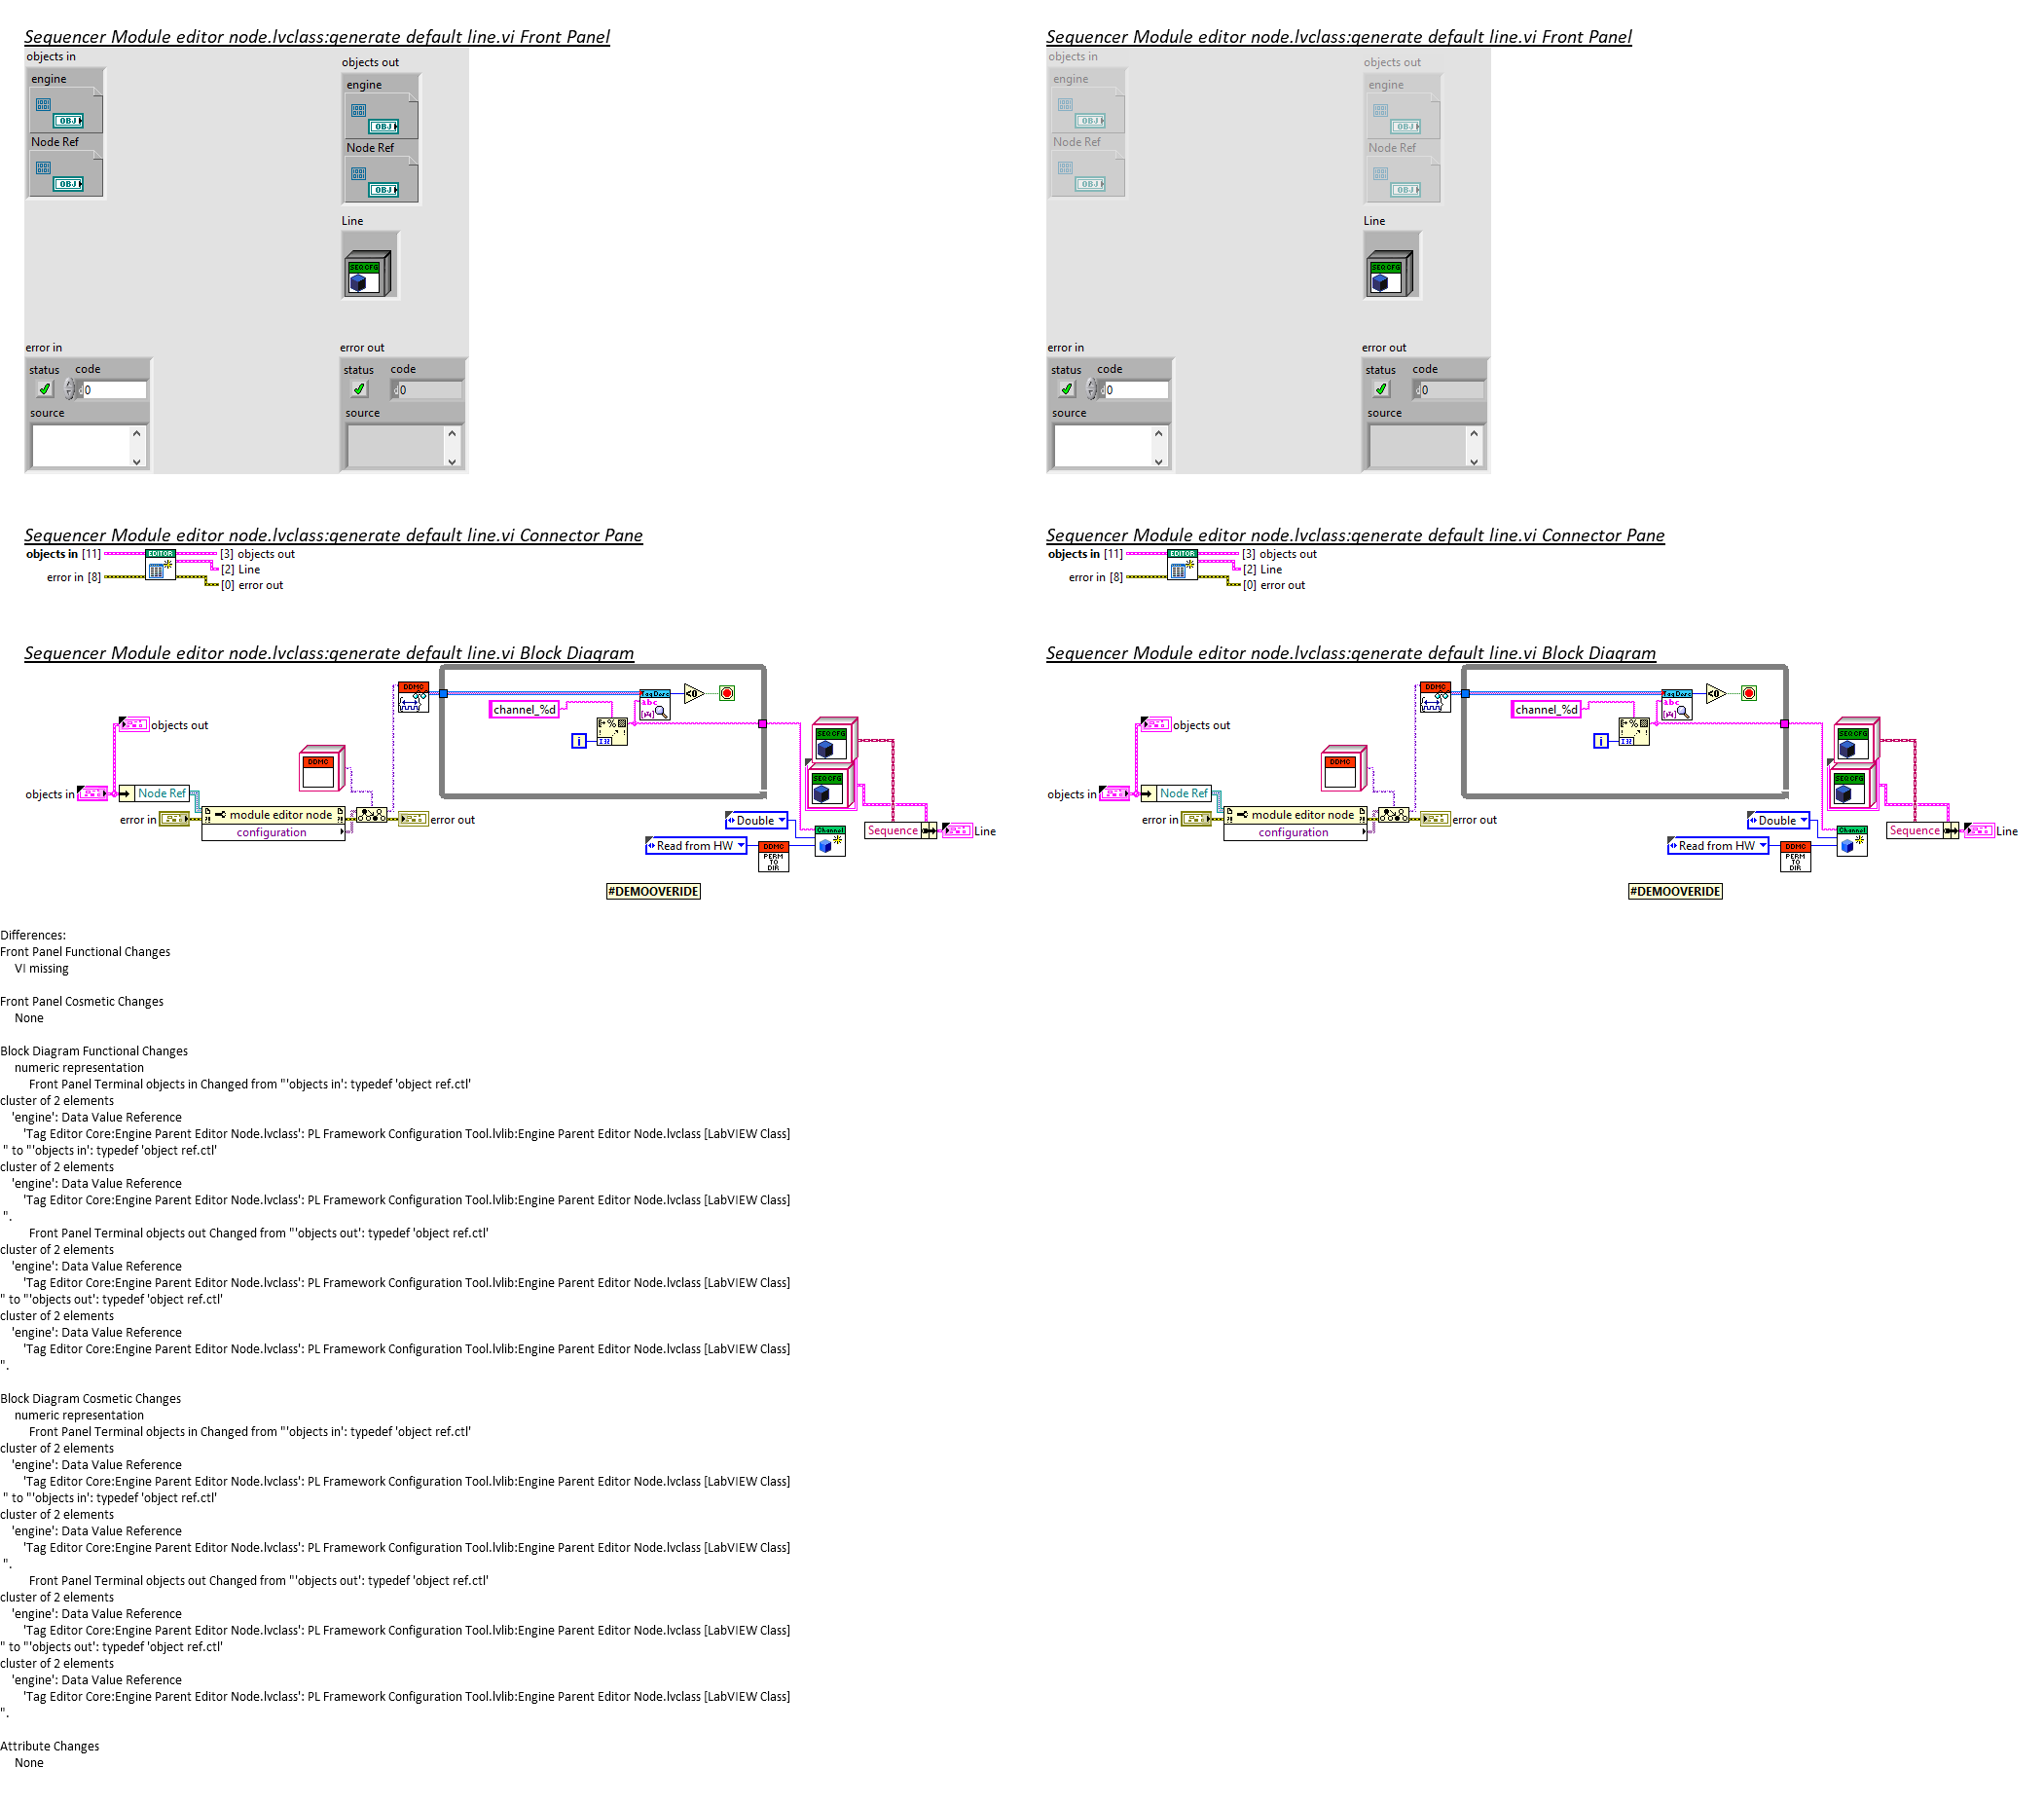 Sequencer Module editor node.lvclass:generate default line.vi Front Panel
objects in
engine
OBJ
Node Ref
OBJ
objects out
engine
OBJ
Node Ref
OBJ
Line
SEQ CFG
error in
status
code
0
source
error out
status
code
0
source
Sequencer Module editor node.lvclass:generate default line.vi Connector Pane
objects in [11]
error in [8]
EDITOR
[3] objects out
[2] Line
[0] error out
Sequencer Module editor node.lvclass:generate default line.vi Block Diagram
objects out
objects in
Node Ref
error in
module editor node
configuration
error out
DDMC
DDMC
channel_%d
i
Tag Desc
abc
<0
SEQ CFG
SEQ CFG
Double
Read from HW
DDMC
PERM
TO
DIR
Channel
Sequence
Line
#DEMOOVERIDE
Sequencer Module editor node.lvclass:generate default line.vi Front Panel
objects in
engine
OBJ
Node Ref
OBJ
objects out
engine
OBJ
Node Ref
OBJ
Line
SEQ CFG
error in
status
code
0
source
error out
status
code
0
source
Sequencer Module editor node.lvclass:generate default line.vi Connector Pane
objects in [11]
error in [8]
EDITOR
[3] objects out
[2] Line
[0] error out
Sequencer Module editor node.lvclass:generate default line.vi Block Diagram
objects out
objects in
Node Ref
error in
module editor node
configuration
error out
DDMC
DDMC
channel_%d
i
Tag Desc
abc
<0
SEQ CFG
SEQ CFG
Double
Read from HW
DDMC
PERM
TO
DIR
Channel
Sequence
Line
#DEMOOVERIDE
Differences:
Front Panel Functional Changes
VI missing
Front Panel Cosmetic Changes
None
Block Diagram Functional Changes
numeric representation
Front Panel Terminal objects in Changed from "'objects in': typedef 'object ref.ctl'
cluster of 2 elements
'engine': Data Value Reference
'Tag Editor Core:Engine Parent Editor Node.lvclass': PL Framework Configuration Tool.lvlib:Engine Parent Editor Node.lvclass [LabVIEW Class]
" to "'objects in': typedef 'object ref.ctl'
cluster of 2 elements
'engine': Data Value Reference
'Tag Editor Core:Engine Parent Editor Node.lvclass': PL Framework Configuration Tool.lvlib:Engine Parent Editor Node.lvclass [LabVIEW Class]
".
Front Panel Terminal objects out Changed from "'objects out': typedef 'object ref.ctl'
cluster of 2 elements
'engine': Data Value Reference
'Tag Editor Core:Engine Parent Editor Node.lvclass': PL Framework Configuration Tool.lvlib:Engine Parent Editor Node.lvclass [LabVIEW Class]
" to "'objects out': typedef 'object ref.ctl'
cluster of 2 elements
'engine': Data Value Reference
'Tag Editor Core:Engine Parent Editor Node.lvclass': PL Framework Configuration Tool.lvlib:Engine Parent Editor Node.lvclass [LabVIEW Class]
".
Block Diagram Cosmetic Changes
numeric representation
Front Panel Terminal objects in Changed from "'objects in': typedef 'object ref.ctl'
cluster of 2 elements
'engine': Data Value Reference
'Tag Editor Core:Engine Parent Editor Node.lvclass': PL Framework Configuration Tool.lvlib:Engine Parent Editor Node.lvclass [LabVIEW Class]
" to "'objects in': typedef 'object ref.ctl'
cluster of 2 elements
'engine': Data Value Reference
'Tag Editor Core:Engine Parent Editor Node.lvclass': PL Framework Configuration Tool.lvlib:Engine Parent Editor Node.lvclass [LabVIEW Class]
".
Front Panel Terminal objects out Changed from "'objects out': typedef 'object ref.ctl'
cluster of 2 elements
'engine': Data Value Reference
'Tag Editor Core:Engine Parent Editor Node.lvclass': PL Framework Configuration Tool.lvlib:Engine Parent Editor Node.lvclass [LabVIEW Class]
" to "'objects out': typedef 'object ref.ctl'
cluster of 2 elements
'engine': Data Value Reference
'Tag Editor Core:Engine Parent Editor Node.lvclass': PL Framework Configuration Tool.lvlib:Engine Parent Editor Node.lvclass [LabVIEW Class]
".
Attribute Changes
None